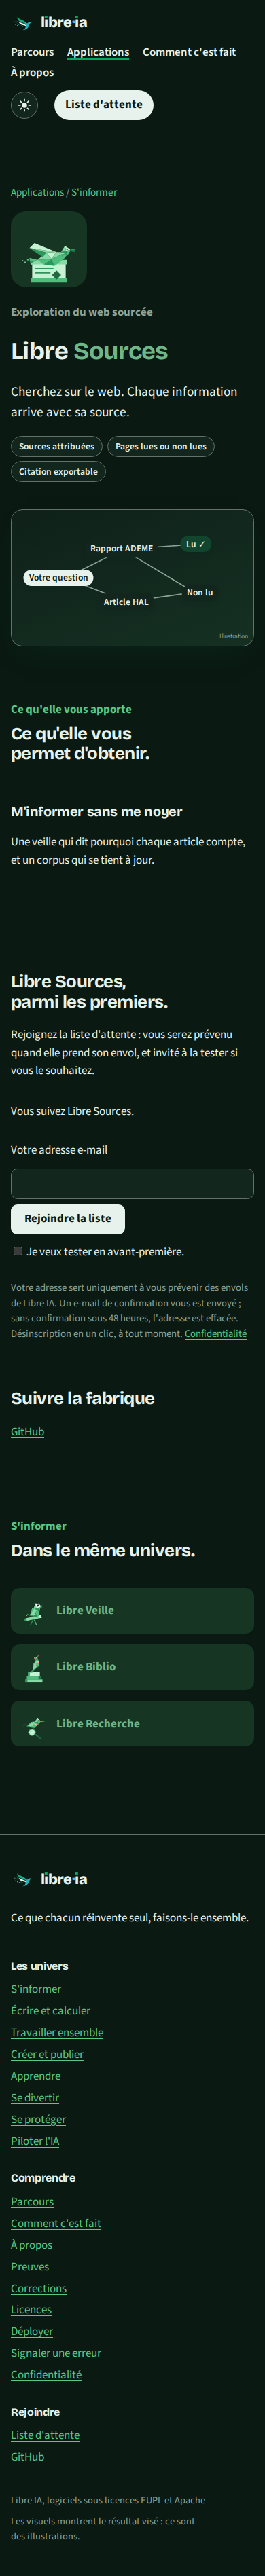 libre-ia
Parcours Applications Comment c'est fait
À propos
Liste d'attente
Applications / S'informer
Exploration du web sourcée
Libre Sources
Cherchez sur le web. Chaque information
arrive avec sa source.
Sources attribuées Pages lues ou non lues
Citation exportable
Rapport ADEME Lu ✓
Votre question
Article HAL Non lu
Illustration
Ce qu'elle vous apporte
Ce qu'elle vous
permet d'obtenir.
M'informer sans me noyer
Une veille qui dit pourquoi chaque article compte,
et un corpus qui se tient à jour.
Libre Sources,
parmi les premiers.
Rejoignez la liste d'attente : vous serez prévenu
quand elle prend son envol, et invité à la tester si
vous le souhaitez.
Vous suivez Libre Sources.
Votre adresse e-mail
Rejoindre la liste
Je veux tester en avant-première.
Votre adresse sert uniquement à vous prévenir des envols
de Libre IA. Un e-mail de confirmation vous est envoyé ;
sans confirmation sous 48 heures, l'adresse est effacée.
Désinscription en un clic, à tout moment. Confidentialité
Suivre la fabrique
GitHub
S'informer
Dans le même univers.
Libre Veille
Libre Biblio
Libre Recherche
libre-ia
Ce que chacun réinvente seul, faisons-le ensemble.
Les univers
S'informer
Écrire et calculer
Travailler ensemble
Créer et publier
Apprendre
Se divertir
Se protéger
Piloter l'IA
Comprendre
Parcours
Comment c'est fait
À propos
Preuves
Corrections
Licences
Déployer
Signaler une erreur
Confidentialité
Rejoindre
Liste d'attente
GitHub
Libre IA, logiciels sous licences EUPL et Apache
Les visuels montrent le résultat visé : ce sont
des illustrations.